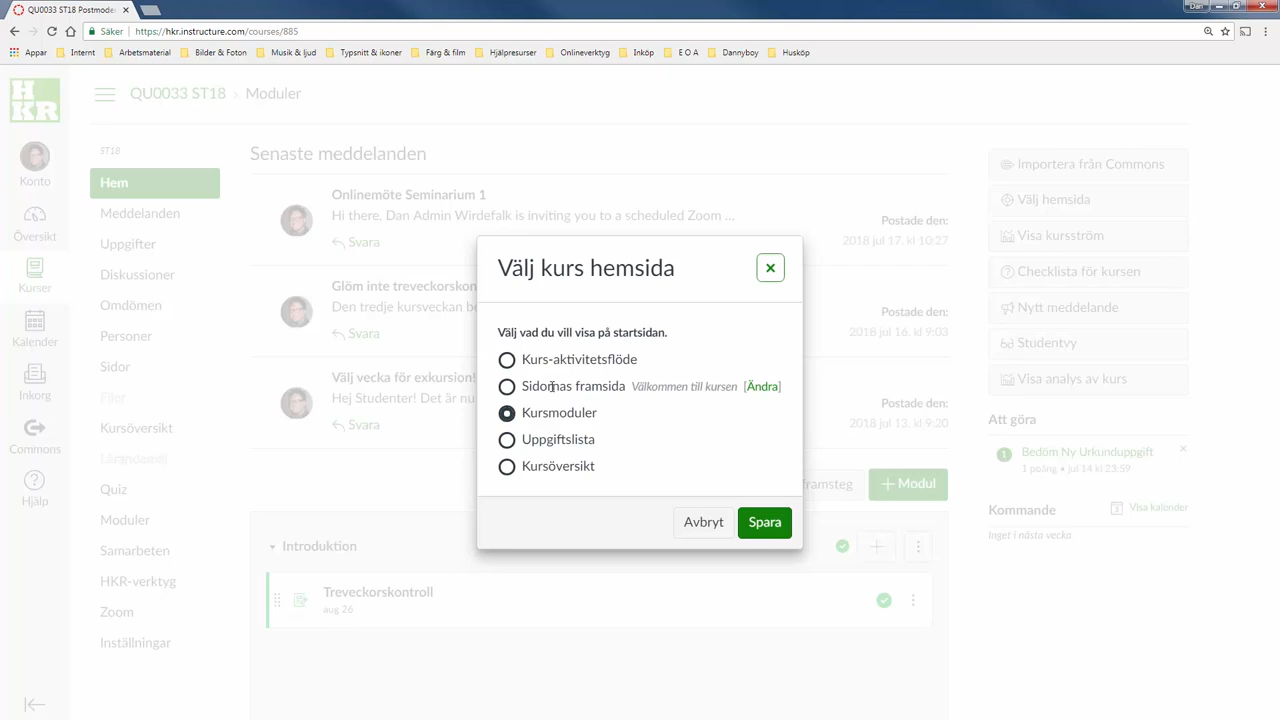 QU0033 ST18 Postmode
Dan
Säker
https://hkr.instructure.com/courses/885
Appar
Internt
Arbetsmaterial
Bilder & Foton
Musik & ljud
Typsnitt & ikoner
Färg & film
Hjälpresurser
Onlineverktyg
Inköp
E O A
Dannyboy
Husköp
HKR
Konto
Översikt
Kurser
Kalender
Inkorg
Commons
Hjälp
QU0033 ST18 › Moduler
ST18
Hem
Meddelanden
Uppgifter
Diskussioner
Omdömen
Personer
Sidor
Filer
Kursöversikt
Lärandemål
Quiz
Moduler
Samarbeten
HKR-verktyg
Zoom
Inställningar
Senaste meddelanden
Onlinemöte Seminarium 1
Hi there, Dan Admin Wirdefalk is inviting you to a scheduled Zoom ...
Svara
Postade den:
2018 jul 17, kl 10:27
Glöm inte treveckorskon
Den tredje kursveckan be
Svara
Postade den:
2018 jul 16, kl 9:03
Välj vecka för exkursion!
Hej Studenter! Det är nu
Svara
Postade den:
2018 jul 13, kl 9:20
framsteg
+ Modul
Introduktion
Treveckorskontroll
aug 26
Välj kurs hemsida
Välj vad du vill visa på startsidan.
Kurs-aktivitetsflöde
Sidornas framsida Välkommen till kursen [Ändra]
Kursmoduler
Uppgiftslista
Kursöversikt
Avbryt
Spara
Importera från Commons
Välj hemsida
Visa kursström
Checklista för kursen
Nytt meddelande
Studentvy
Visa analys av kurs
Att göra
1
Bedöm Ny Urkunduppgift
1 poäng • jul 14 kl 23:59
Kommande
Visa kalender
Inget i nästa vecka